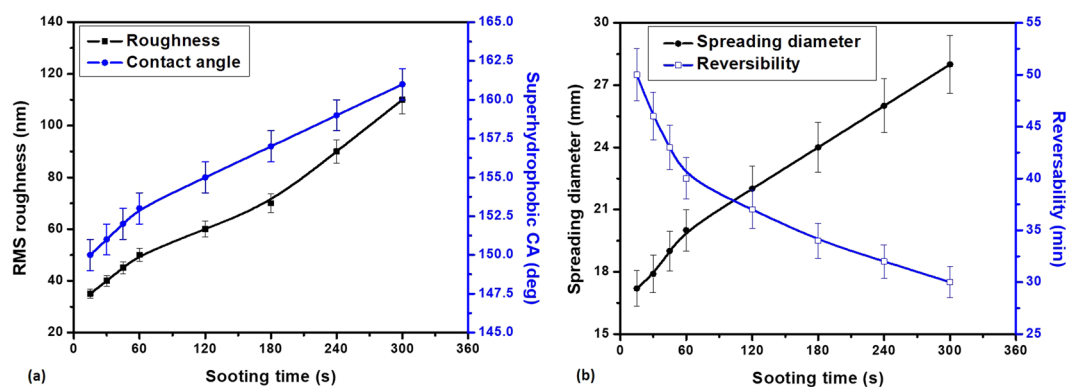 140
120
100
80
60
40
20
RMS roughness (nm)
Roughness
Contact angle
165.0
162.5
160.0
157.5
155.0
152.5
150.0
147.5
145.0
Superhydrophobic CA (deg)
0 60 120 180 240 300 360
(a) Sooting time (s)
30
27
24
21
18
15
Spreading diameter (mm)
Spreading diameter
Reversibility
55
50
45
40
35
30
25
Reversability (min)
0 60 120 180 240 300 360
(b) Sooting time (s)